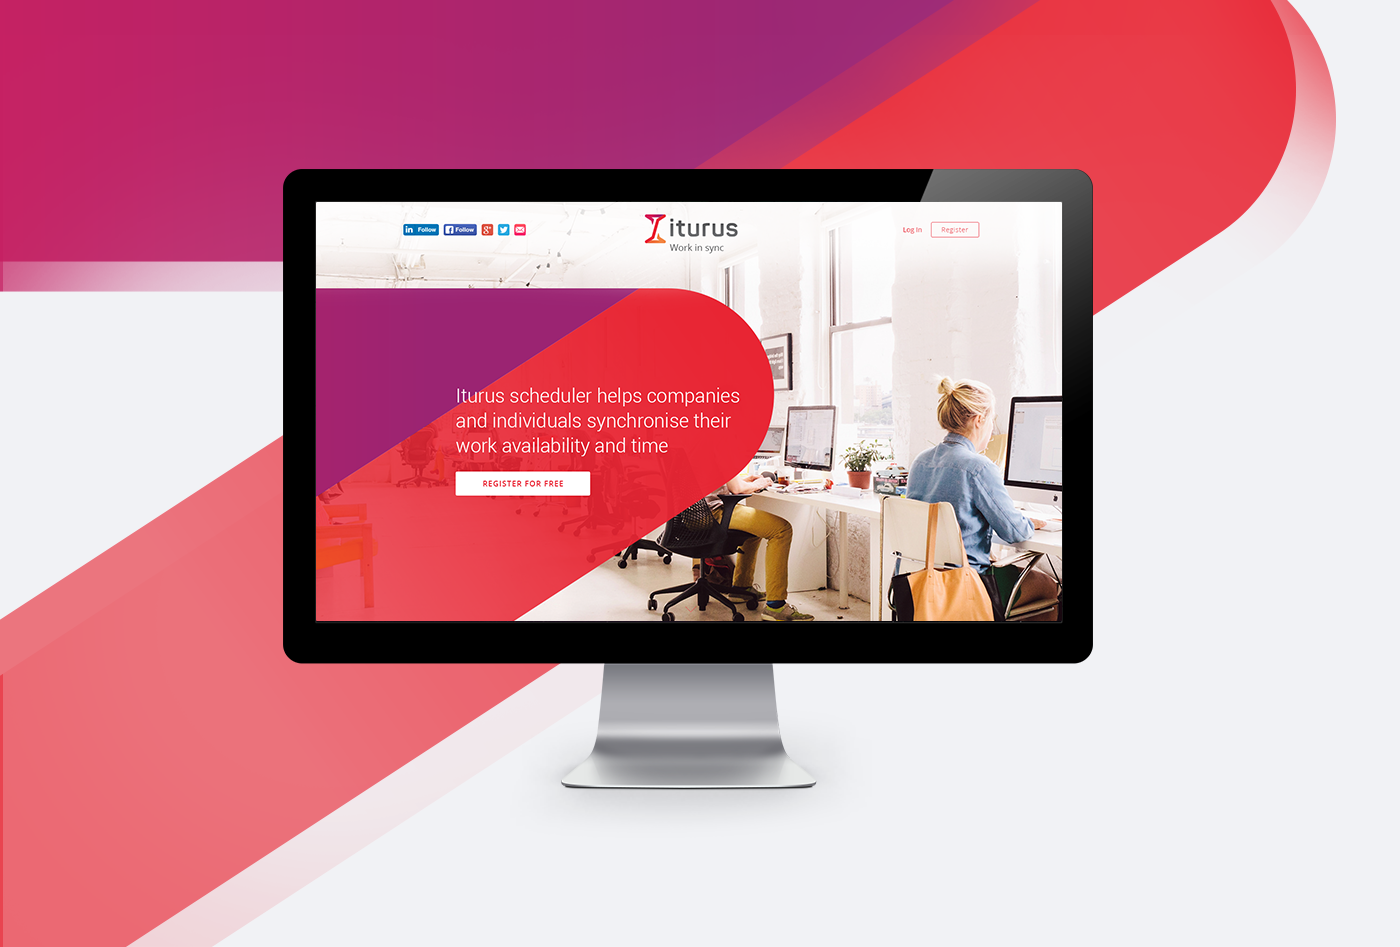 in Follow
f Follow
g+
iturus
Work in sync
Log In
Register
Iturus scheduler helps companies
and individuals synchronise their
work availability and time
REGISTER FOR FREE